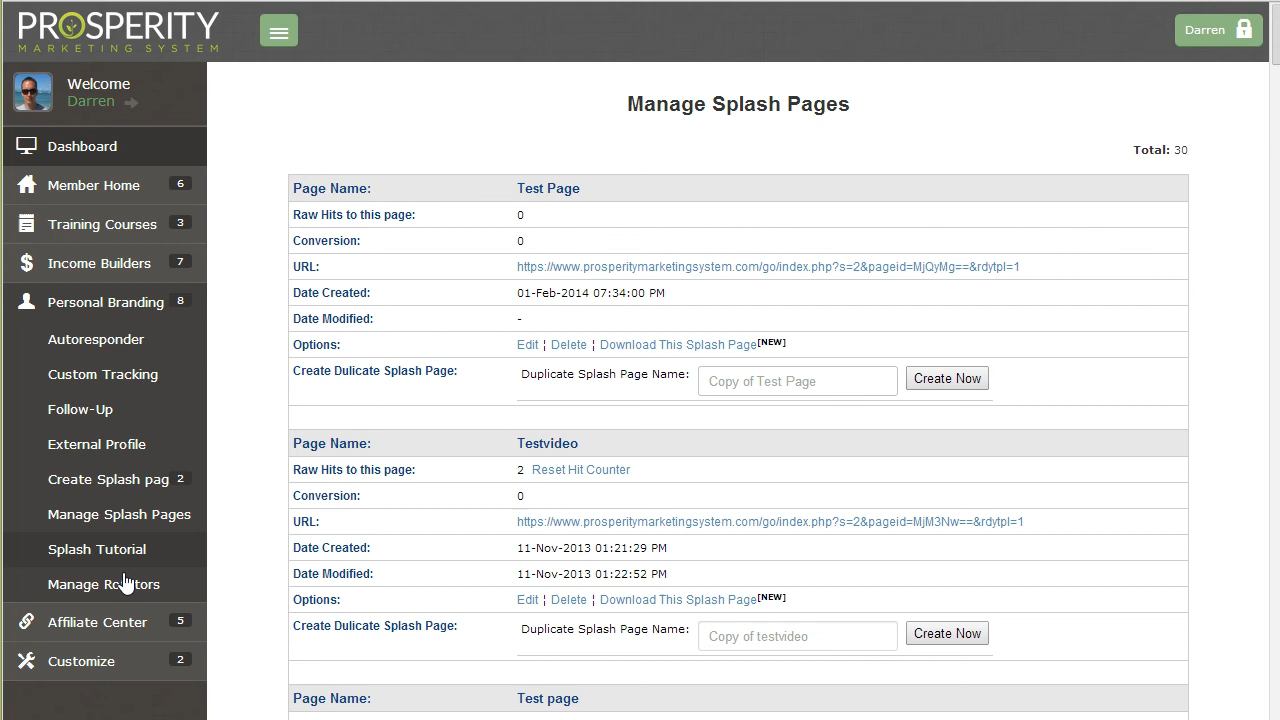 PROSPERITY
MARKETING SYSTEM
Darren
Welcome
Darren
Dashboard
Member Home 6
Training Courses 3
Income Builders 7
Personal Branding 8
Autoresponder
Custom Tracking
Follow-Up
External Profile
Create Splash pag 2
Manage Splash Pages
Splash Tutorial
Manage
Affiliate Center 5
Customize 2
Manage Splash Pages
Total: 30
Page Name: Test Page
Raw Hits to this page: 0
Conversion: 0
URL: https://www.prosperitymarketingsystem.com/go/index.php?s=2&pageid=MjQyMg==&rdytpl=1
Date Created: 01-Feb-2014 07:34:00 PM
Date Modified: -
Options: Edit ¦ Delete ¦ Download This Splash Page[NEW]
Create Dulicate Splash Page: Duplicate Splash Page Name: Copy of Test Page Create Now
Page Name: Testvideo
Raw Hits to this page: 2 Reset Hit Counter
Conversion: 0
URL: https://www.prosperitymarketingsystem.com/go/index.php?s=2&pageid=MjM3Nw==&rdytpl=1
Date Created: 11-Nov-2013 01:21:29 PM
Date Modified: 11-Nov-2013 01:22:52 PM
Options: Edit ¦ Delete ¦ Download This Splash Page[NEW]
Create Dulicate Splash Page: Duplicate Splash Page Name: Copy of testvideo Create Now
Page Name: Test page